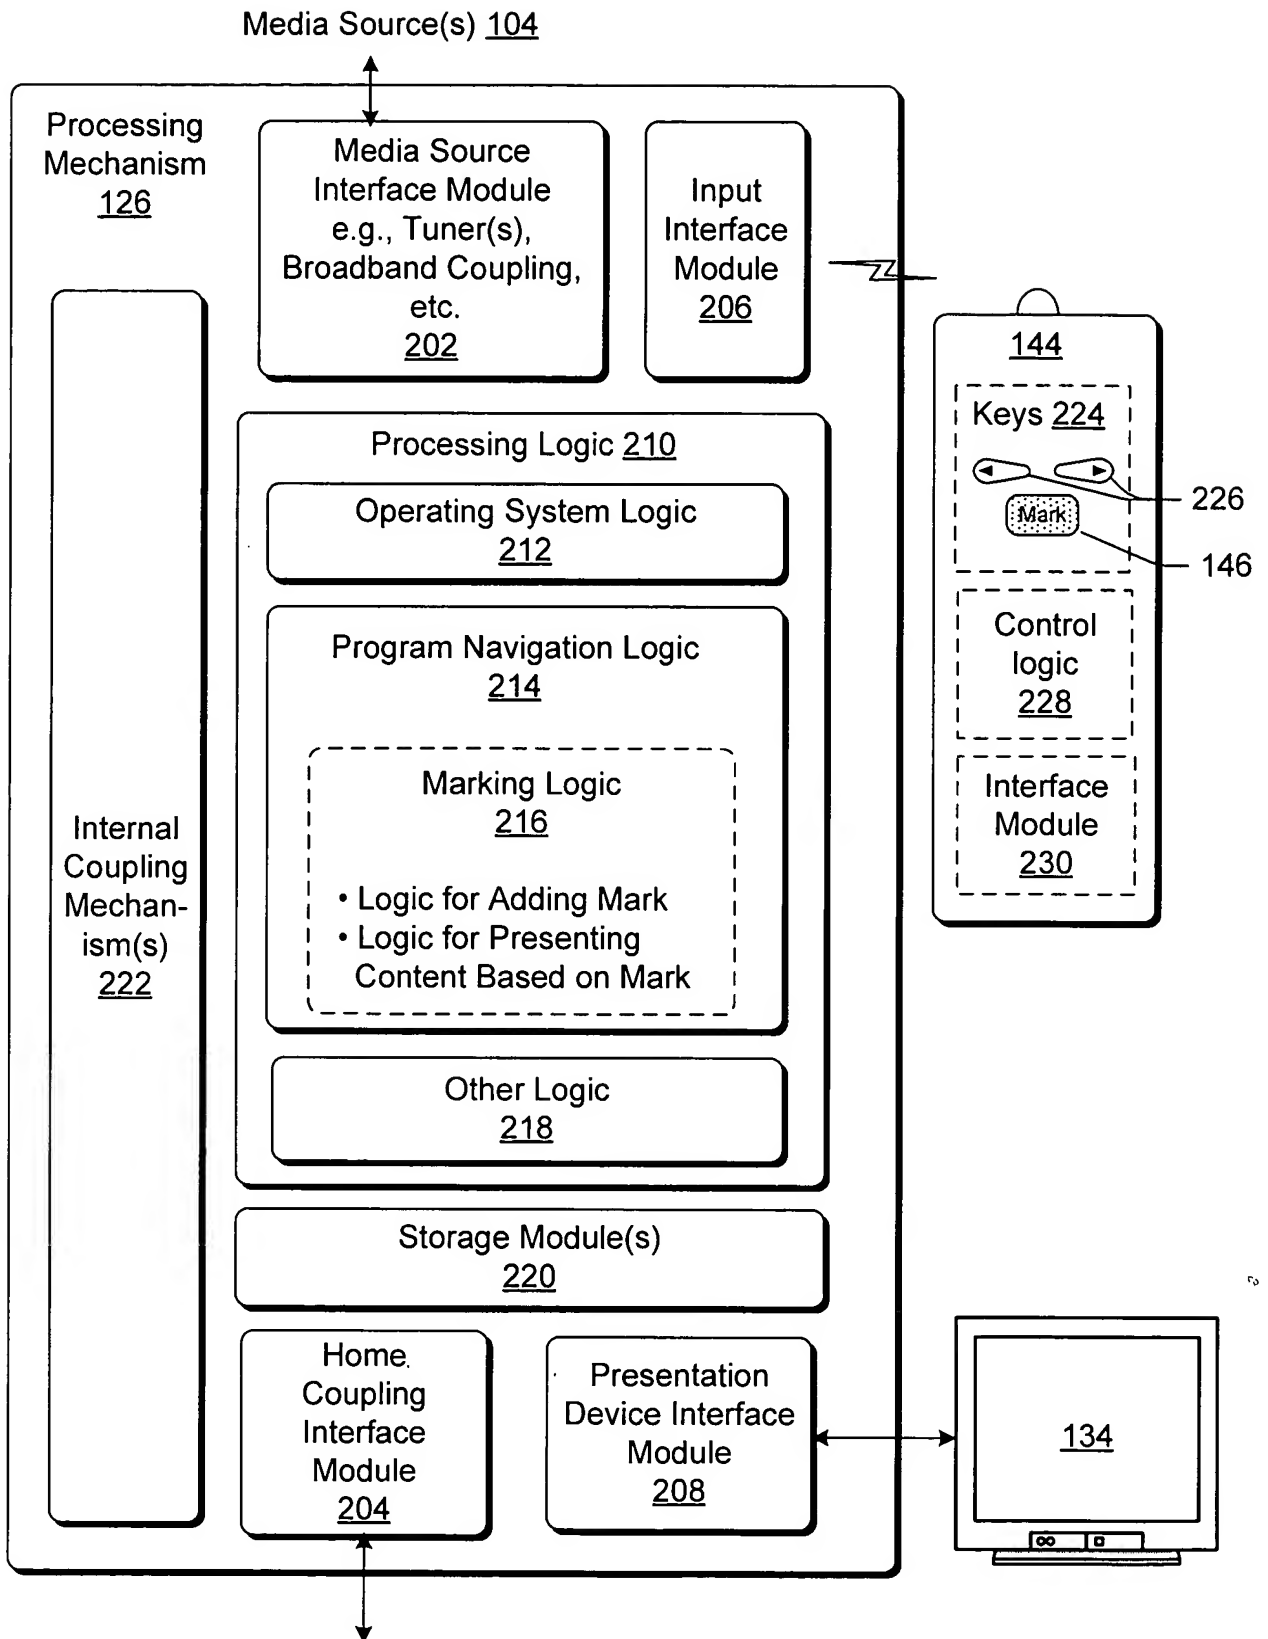 Media Source(s) 104
Processing
Mechanism
126
Media Source
Interface Module
e.g., Tuner(s),
Broadband Coupling,
etc.
202
Input
Interface
Module
206
144
Keys 224
Mark
226
146
Control
logic
228
Interface
Module
230
Processing Logic 210
Operating System Logic
212
Program Navigation Logic
214
Marking Logic
216
• Logic for Adding Mark
• Logic for Presenting
Content Based on Mark
Other Logic
218
Internal
Coupling
Mechan-
ism(s)
222
Storage Module(s)
220
Home
Coupling
Interface
Module
204
Presentation
Device Interface
Module
208
134